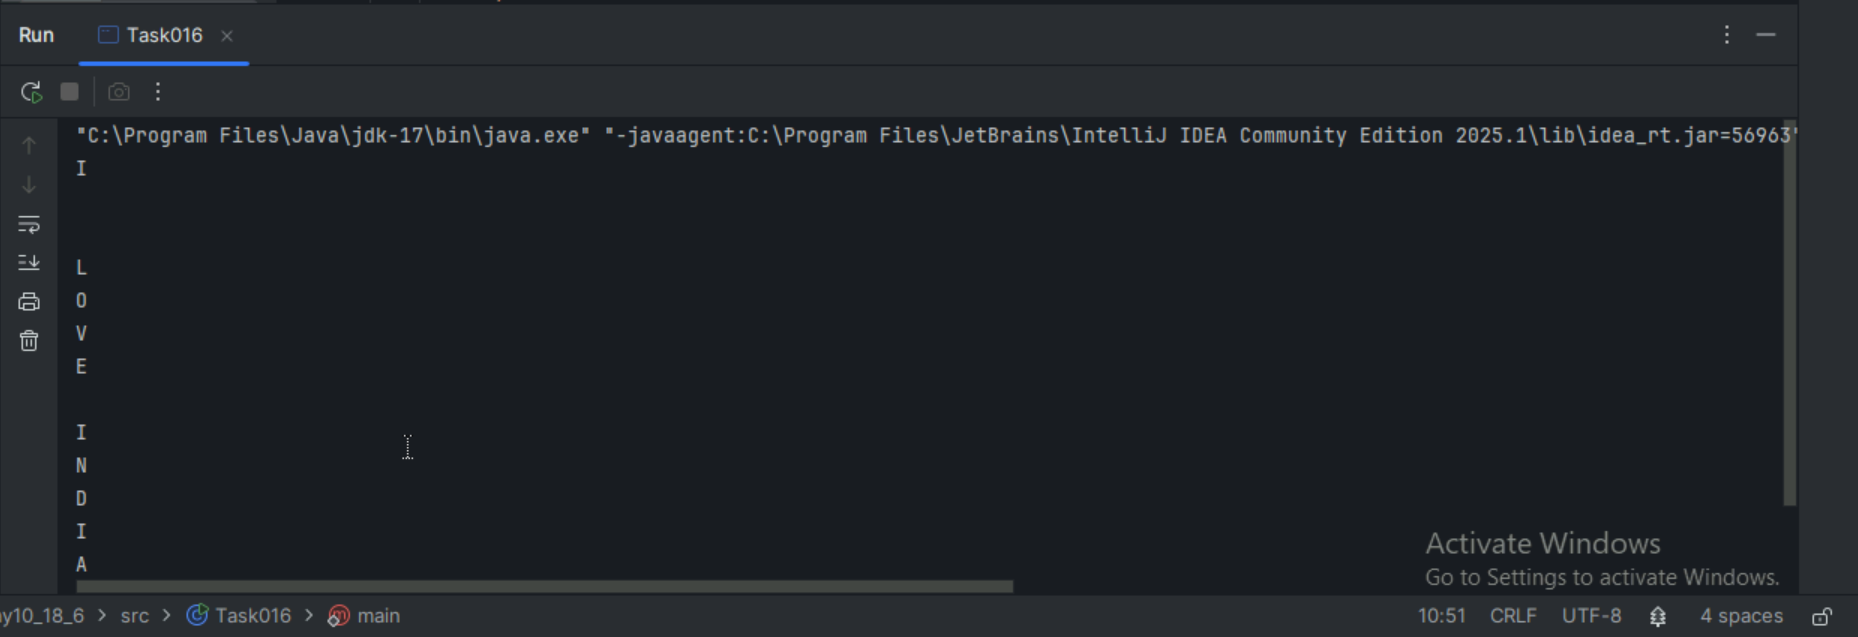 Run Task016
"C:\Program Files\Java\jdk-17\bin\java.exe" "-javaagent:C:\Program Files\JetBrains\IntelliJ IDEA Community Edition 2025.1\lib\idea_rt.jar=56963"
I
L
O
V
E
I
N
D
I
A
Activate Windows
Go to Settings to activate Windows.
y10_18_6 > src > Task016 > main 10:51 CRLF UTF-8 4 spaces